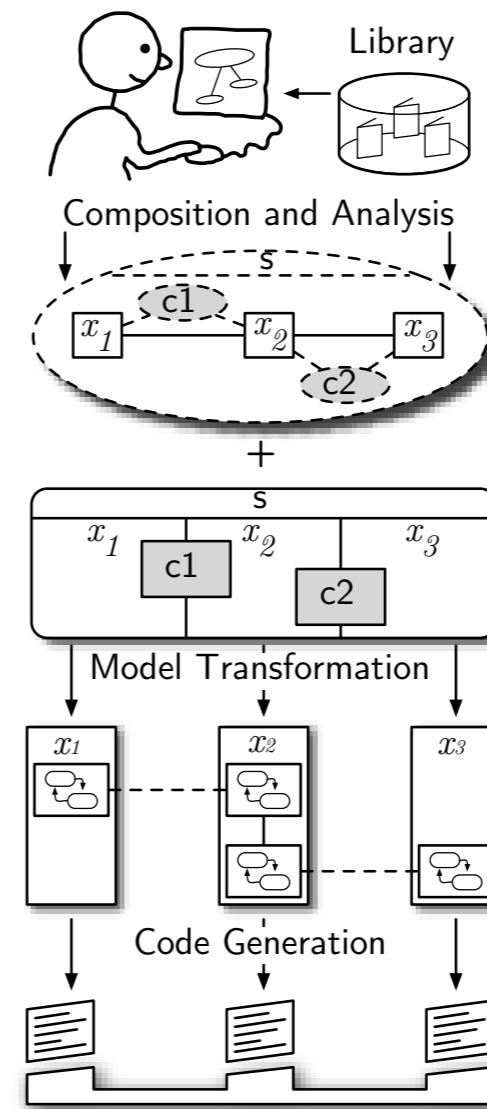 Library
Composition and Analysis
s
c1
x1 x2 x3
c2
+
s
x1 x2 x3
c1
c2
Model Transformation
x1 x2 x3
Code Generation